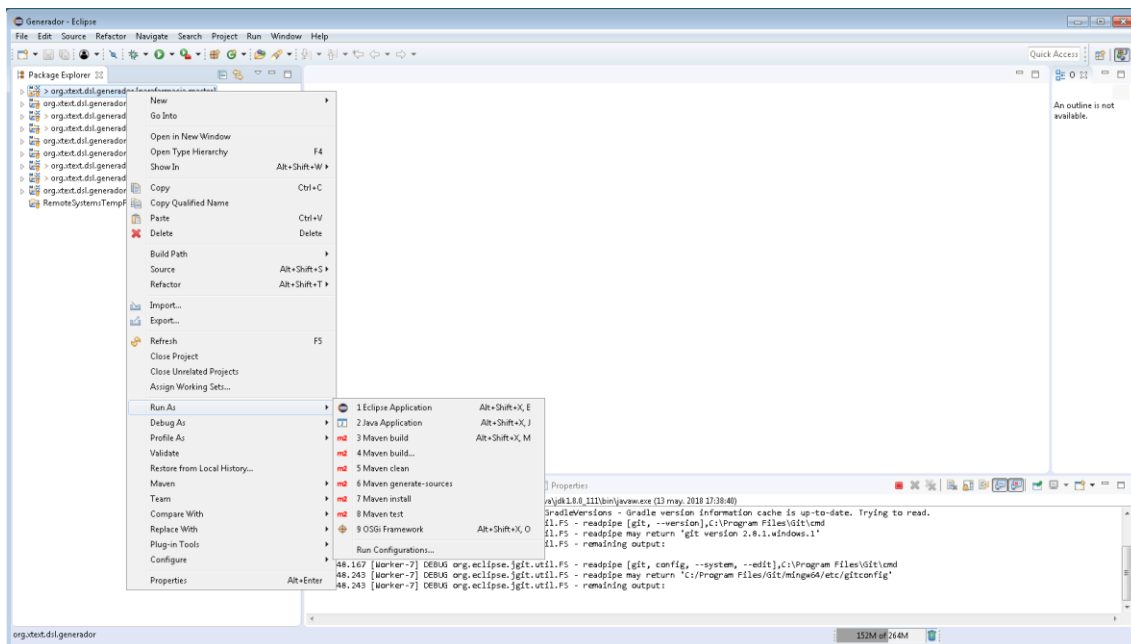 Generador - Eclipse
File Edit Source Refactor Navigate Search Project Run Window Help
Quick Access
Package Explorer
> org.xtext.dsl.generador
org.xtext.dsl.generador
> org.xtext.dsl.generad
> org.xtext.dsl.generad
org.xtext.dsl.generador
org.xtext.dsl.generador
> org.xtext.dsl.generad
> org.xtext.dsl.generad
org.xtext.dsl.generador
RemoteSystemsTempF
New
Go Into
Open in New Window
Open Type Hierarchy F4
Show In Alt+Shift+W
Copy Ctrl+C
Copy Qualified Name
Paste Ctrl+V
Delete Delete
Build Path
Source Alt+Shift+S
Refactor Alt+Shift+T
Import...
Export...
Refresh F5
Close Project
Close Unrelated Projects
Assign Working Sets...
Run As
Debug As
Profile As
Validate
Restore from Local History...
Maven
Team
Compare With
Replace With
Plug-in Tools
Configure
Properties Alt+Enter
1 Eclipse Application Alt+Shift+X, E
2 Java Application Alt+Shift+X, J
m2 3 Maven build Alt+Shift+X, M
m2 4 Maven build...
m2 5 Maven clean
m2 6 Maven generate-sources
m2 7 Maven install
m2 8 Maven test
9 OSGi Framework Alt+Shift+X, O
Run Configurations...
O
An outline is not
available.
Properties
va\jdk1.8.0_111\bin\javaw.exe (13 may. 2018 17:38:40)
GradleVersions - Gradle version information cache is up-to-date. Trying to read.
il.FS - readpipe [git, --version],C:\Program Files\Git\cmd
il.FS - readpipe may return 'git version 2.8.1.windows.1'
il.FS - remaining output:
48.167 [Worker-7] DEBUG org.eclipse.jgit.util.FS - readpipe [git, config, --system, --edit],C:\Program Files\Git\cmd
48.243 [Worker-7] DEBUG org.eclipse.jgit.util.FS - readpipe may return 'C:/Program Files/Git/mingw64/etc/gitconfig'
48.243 [Worker-7] DEBUG org.eclipse.jgit.util.FS - remaining output:
org.xtext.dsl.generador
152M of 264M